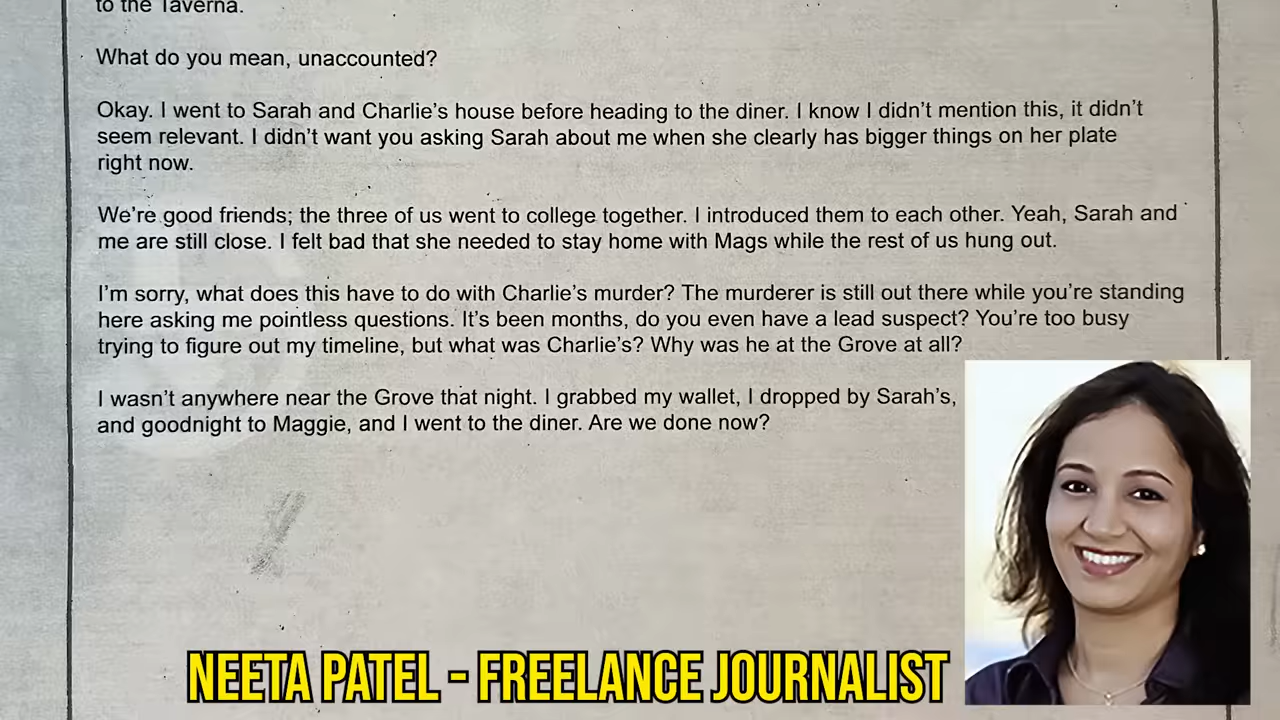 to the Taverna.
What do you mean, unaccounted?
Okay. I went to Sarah and Charlie's house before heading to the diner. I know I didn't mention this, it didn't
seem relevant. I didn't want you asking Sarah about me when she clearly has bigger things on her plate
right now.
We're good friends; the three of us went to college together. I introduced them to each other. Yeah, Sarah and
me are still close. I felt bad that she needed to stay home with Mags while the rest of us hung out.
I'm sorry, what does this have to do with Charlie's murder? The murderer is still out there while you're standing
here asking me pointless questions. It's been months, do you even have a lead suspect? You're too busy
trying to figure out my timeline, but what was Charlie's? Why was he at the Grove at all?
I wasn't anywhere near the Grove that night. I grabbed my wallet, I dropped by Sarah's,
and goodnight to Maggie, and I went to the diner. Are we done now?
NEETA PATEL - FREELANCE JOURNALIST